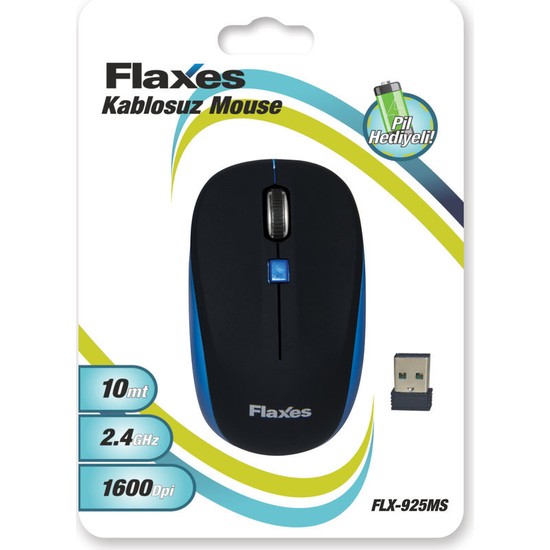 Flaxes
Kablosuz Mouse
Pil
Hediyeli!
Flaxes
10mt
2.4GHz
1600Dpi
FLX-925MS